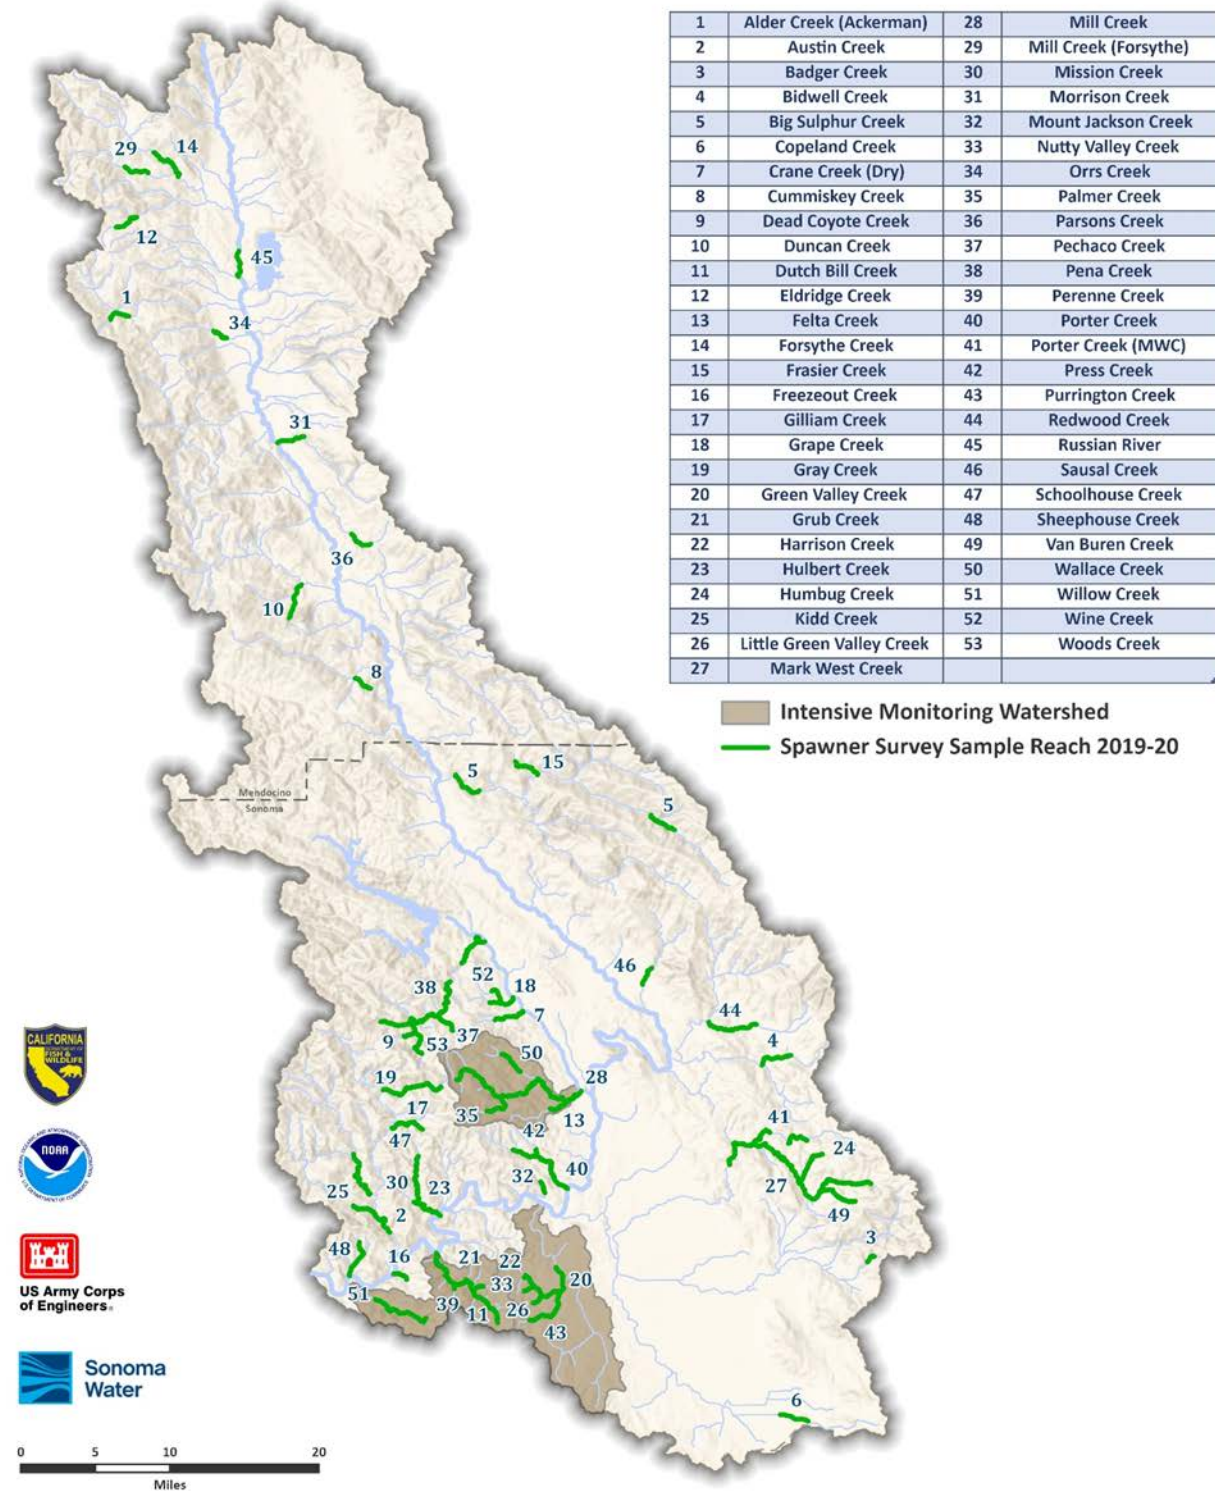 1 Alder Creek (Ackerman) 28 Mill Creek
2 Austin Creek 29 Mill Creek (Forsythe)
3 Badger Creek 30 Mission Creek
4 Bidwell Creek 31 Morrison Creek
5 Big Sulphur Creek 32 Mount Jackson Creek
6 Copeland Creek 33 Nutty Valley Creek
7 Crane Creek (Dry) 34 Orrs Creek
8 Cummiskey Creek 35 Palmer Creek
9 Dead Coyote Creek 36 Parsons Creek
10 Duncan Creek 37 Pechaco Creek
11 Dutch Bill Creek 38 Pena Creek
12 Eldridge Creek 39 Perenne Creek
13 Felta Creek 40 Porter Creek
14 Forsythe Creek 41 Porter Creek (MWC)
15 Frasier Creek 42 Press Creek
16 Freezeout Creek 43 Purrington Creek
17 Gilliam Creek 44 Redwood Creek
18 Grape Creek 45 Russian River
19 Gray Creek 46 Sausal Creek
20 Green Valley Creek 47 Schoolhouse Creek
21 Grub Creek 48 Sheephouse Creek
22 Harrison Creek 49 Van Buren Creek
23 Hulbert Creek 50 Wallace Creek
24 Humbug Creek 51 Willow Creek
25 Kidd Creek 52 Wine Creek
26 Little Green Valley Creek 53 Woods Creek
27 Mark West Creek
Intensive Monitoring Watershed
Spawner Survey Sample Reach 2019-20
29 14
12
45
1
34
31
36
10
8
5 15
Mendocino
Sonoma
5
46
52
38 18
7
44
9 53 37
4
50
19 28
17
35 13
47 42
41
24
32 40
25 30 23
27
2
49
48 16 21 22
3
33 20
51 39 11 26
43
6
CALIFORNIA
FISH &
WILDLIFE
NOAA
US Army Corps
of Engineers®
Sonoma
Water
0 5 10 20
Miles